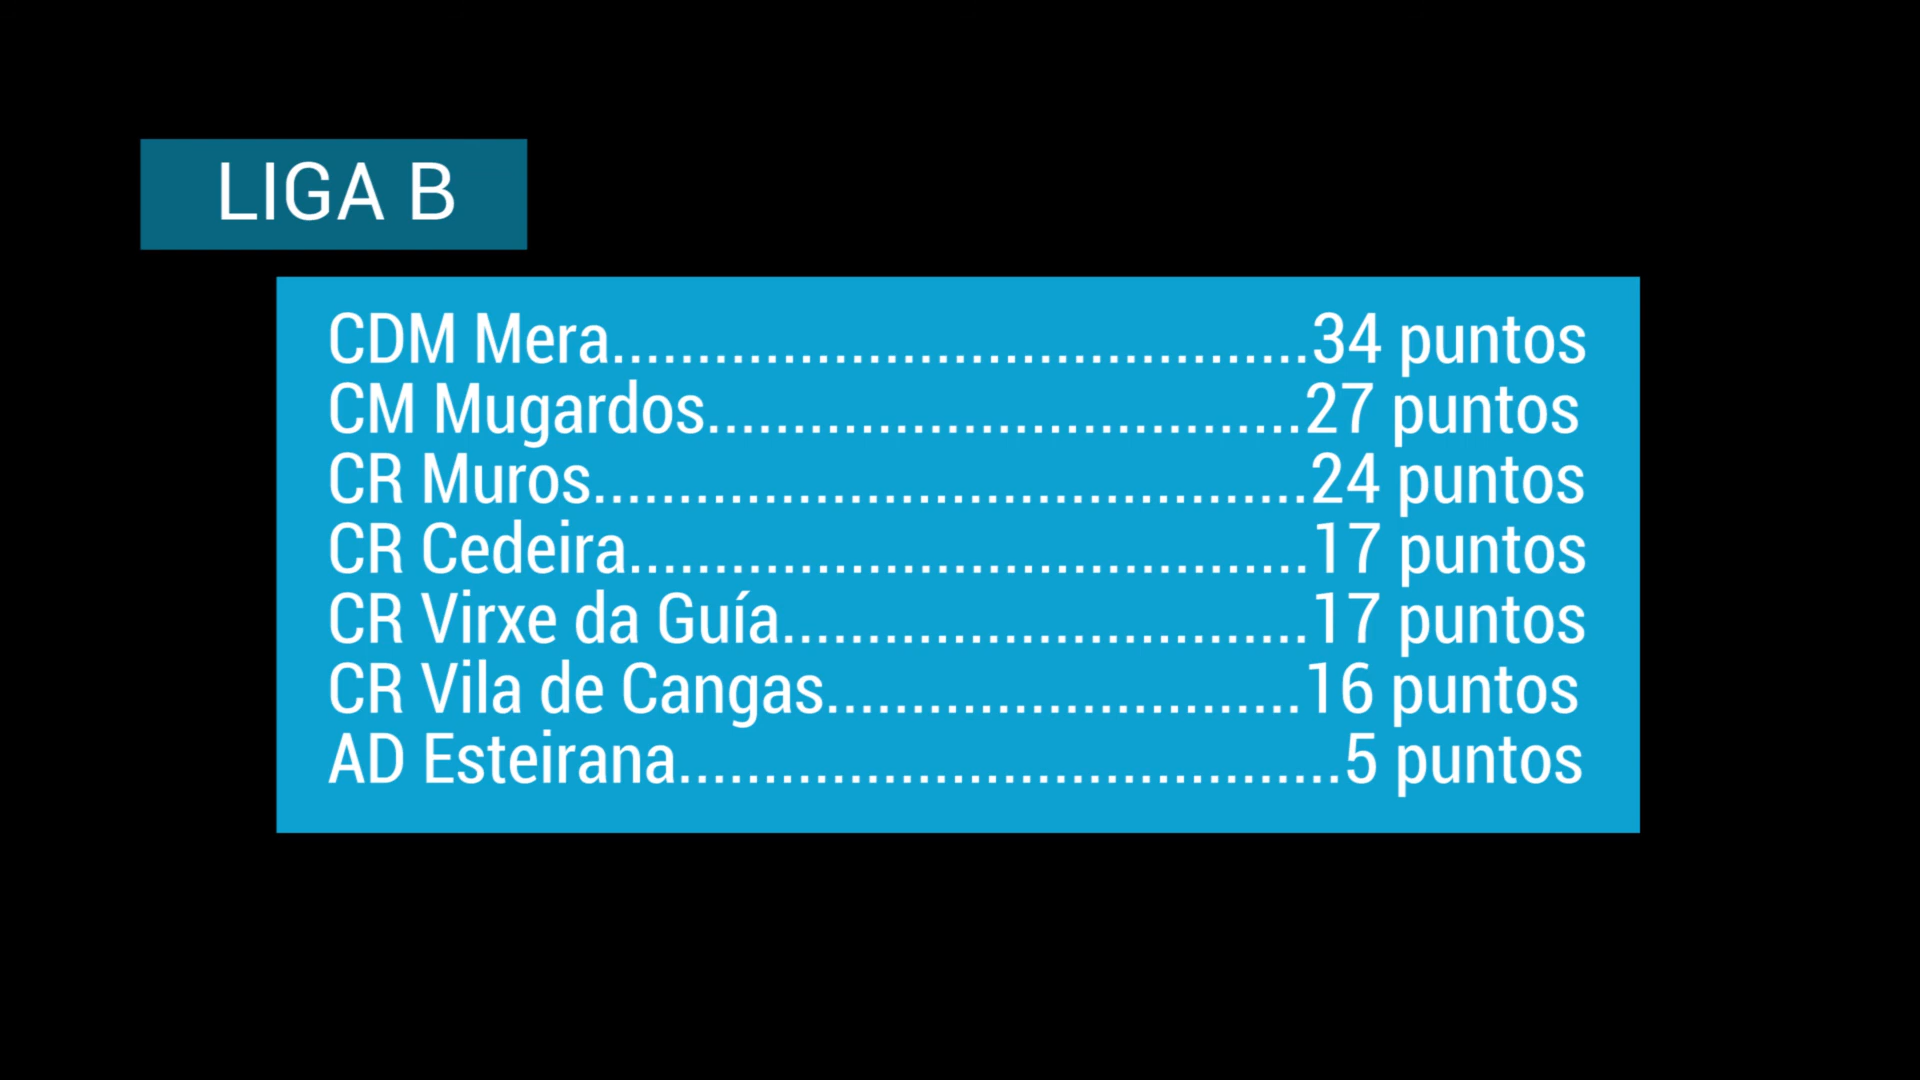 LIGA B
CDM Mera.................................................34 puntos
CM Mugardos..........................................27 puntos
CR Muros..................................................24 puntos
CR Cedeira................................................17 puntos
CR Virxe da Guía.....................................17 puntos
CR Vila de Cangas.................................16 puntos
AD Esteirana...............................................5 puntos